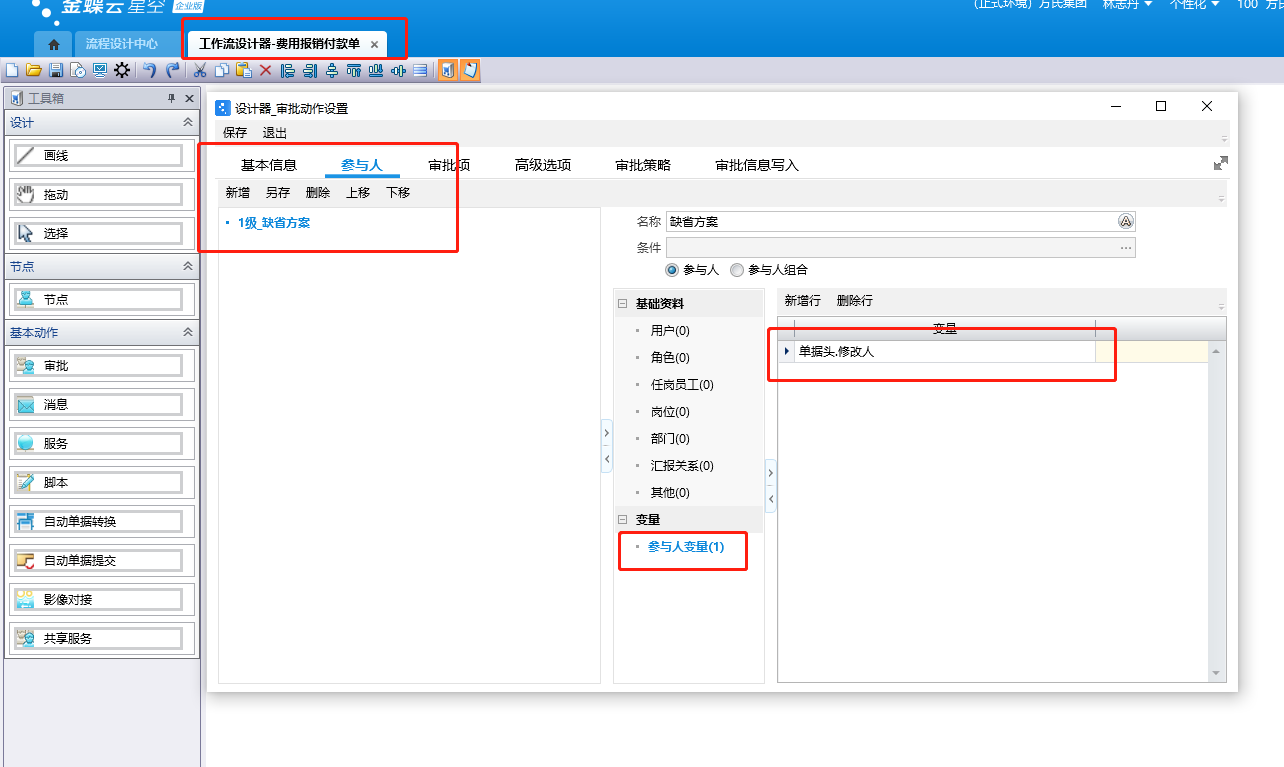 金蝶云 星空 企业版
(正式环境) 方氏集团 林志丹 个性化 100 方氏
流程设计中心
工作流设计器-费用报销付款单
工具箱
设计
画线
拖动
选择
节点
节点
基本动作
审批
消息
服务
脚本
自动单据转换
自动单据提交
影像对接
共享服务
设计器_审批动作设置
保存 退出
基本信息 参与人 审批项 高级选项 审批策略 审批信息写入
新增 另存 删除 上移 下移
1级_缺省方案
名称 缺省方案
条件
参与人 参与人组合
基础资料
用户(0)
角色(0)
任岗员工(0)
岗位(0)
部门(0)
汇报关系(0)
其他(0)
变量
参与人变量(1)
新增行 删除行
变量
单据头.修改人